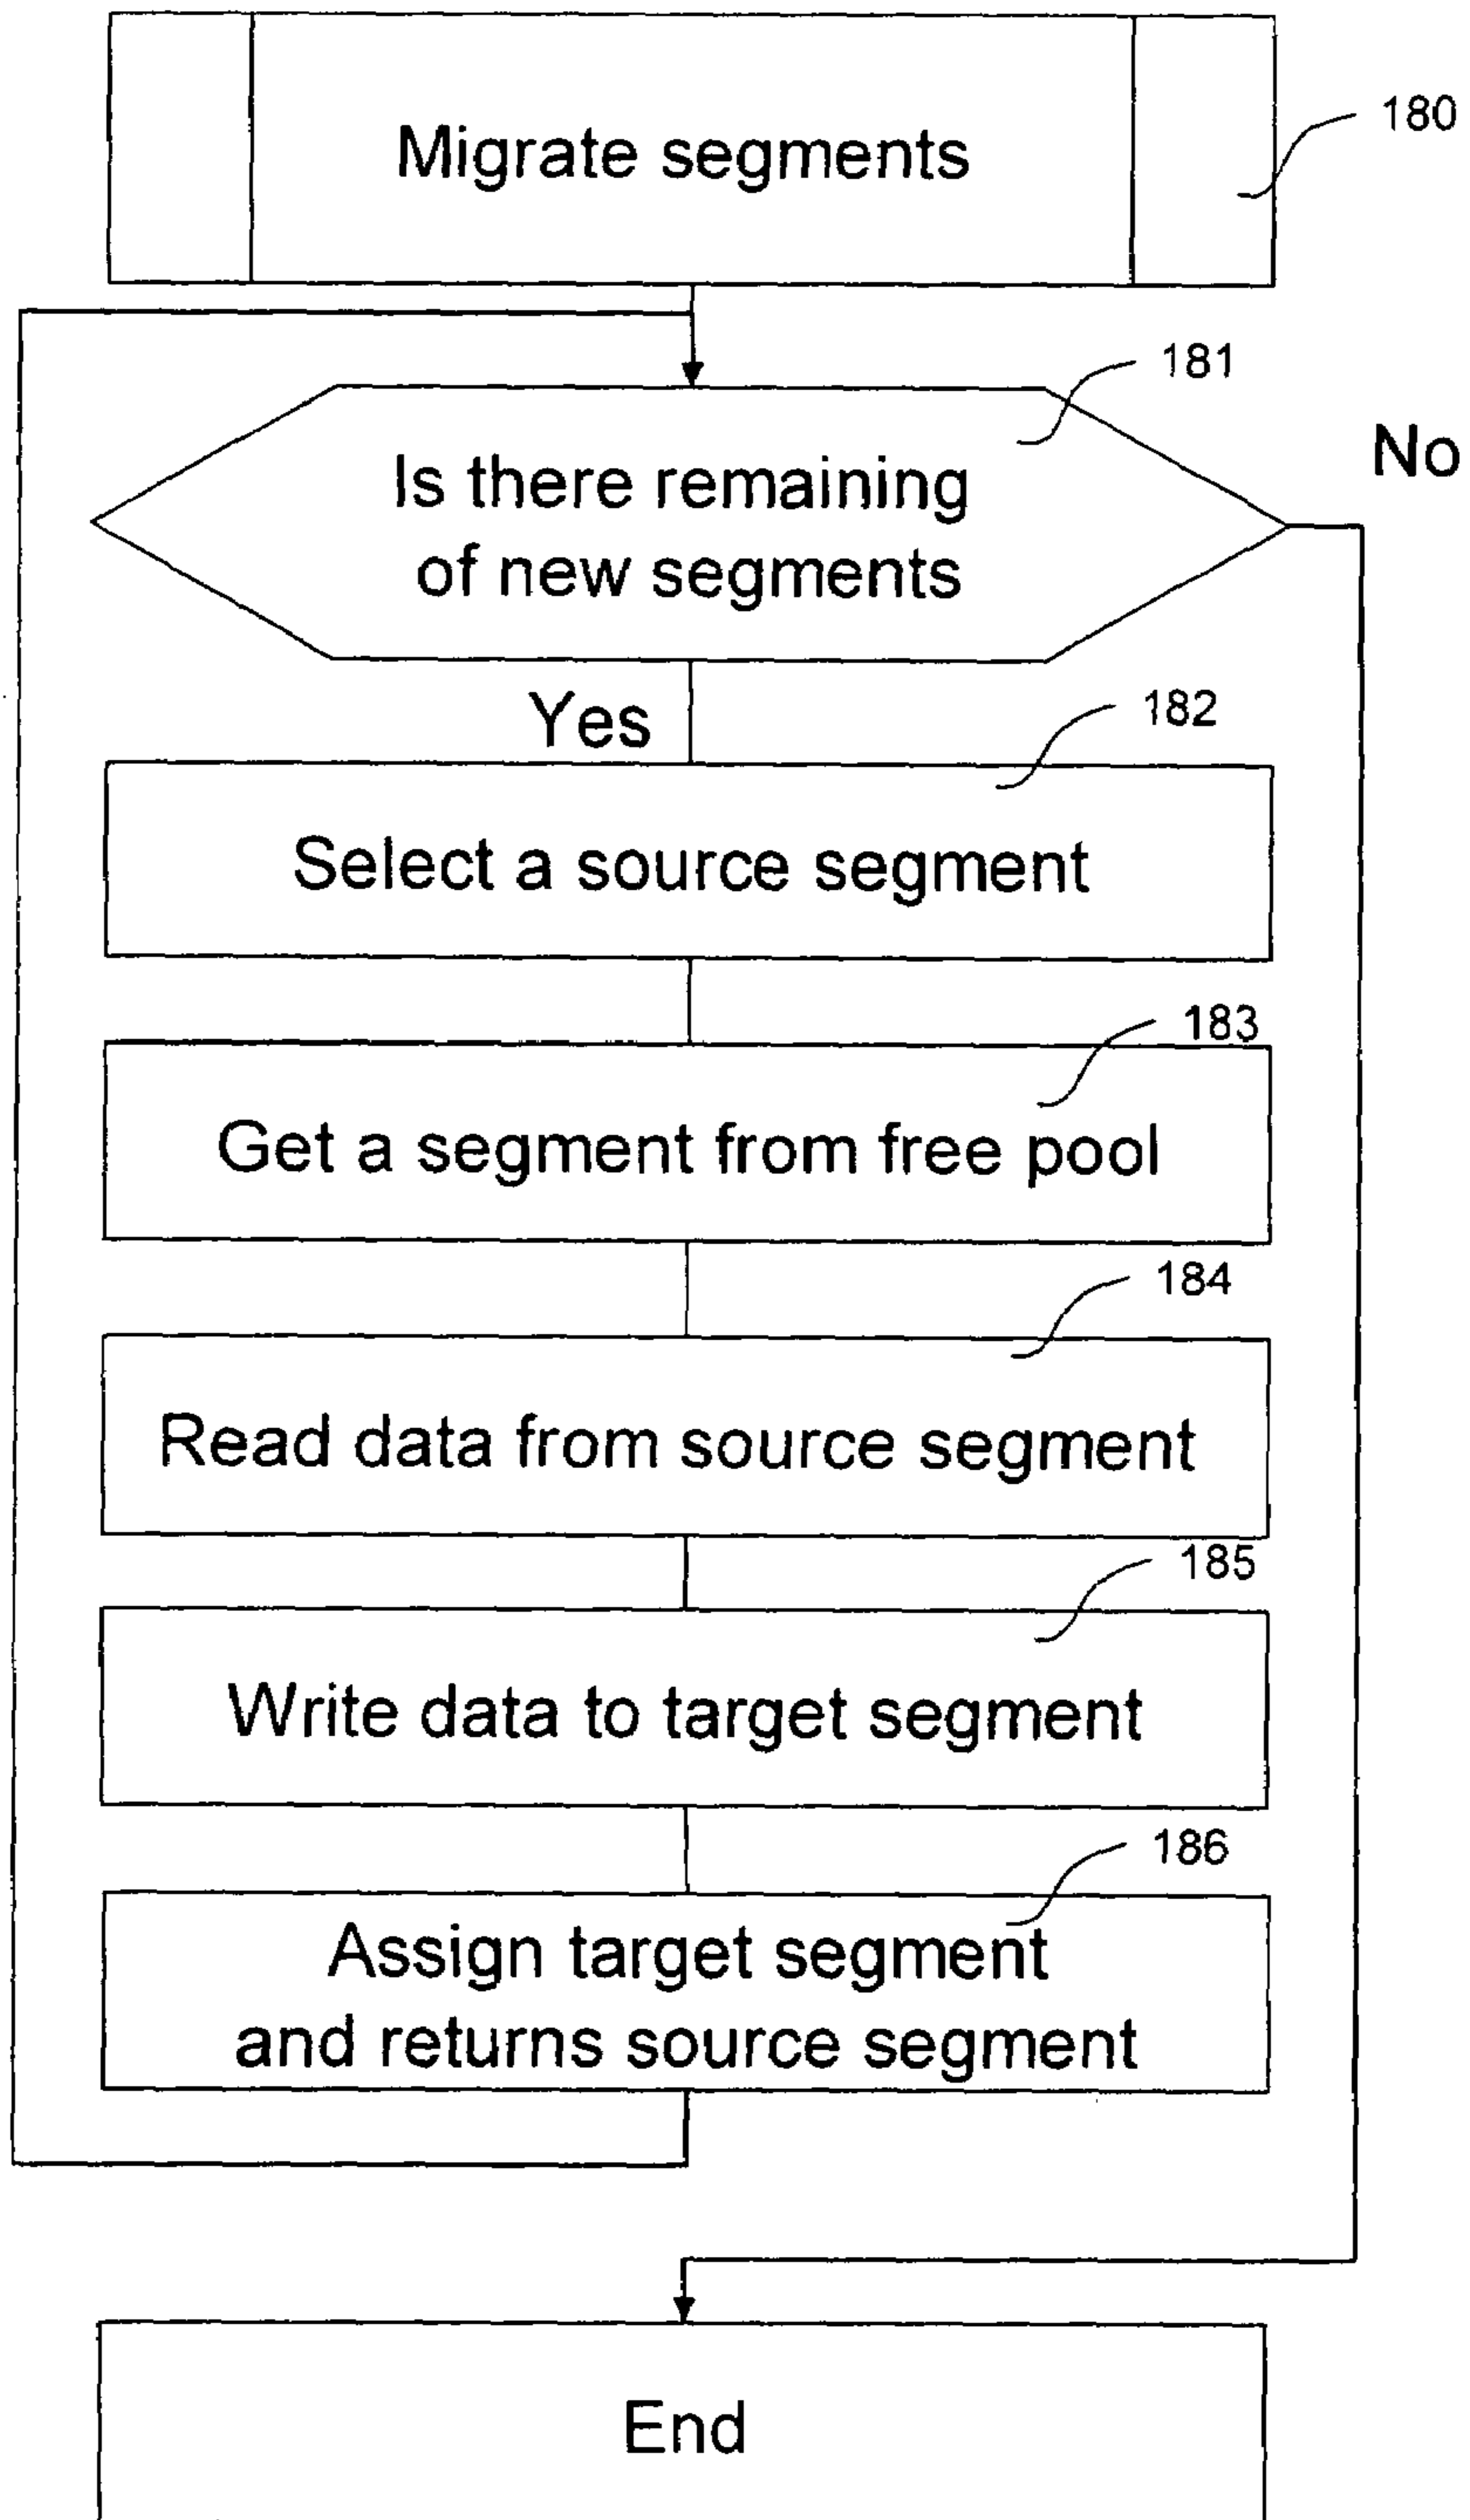 Migrate segments
180
181
No
Is there remaining
of new segments
Yes
182
Select a source segment
183
Get a segment from free pool
184
Read data from source segment
185
Write data to target segment
186
Assign target segment
and returns source segment
End